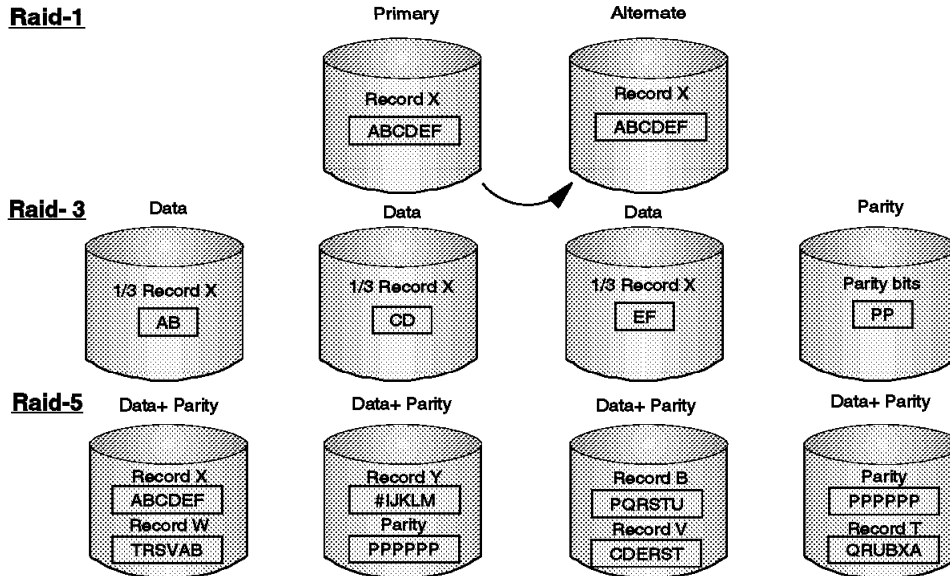 Raid-1
Primary
Alternate
Record X
ABCDEF
Record X
ABCDEF
Raid- 3
Data
Data
Data
Parity
1/3 Record X
AB
1/3 Record X
CD
1/3 Record X
EF
Parity bits
PP
Raid-5
Data+ Parity
Data+ Parity
Data+ Parity
Data+ Parity
Record X
ABCDEF
Record W
TRSVAB
Record Y
#IJKLM
Parity
PPPPPP
Record B
PQRSTU
Record V
CDERST
Parity
PPPPPP
Record T
QRUBXA